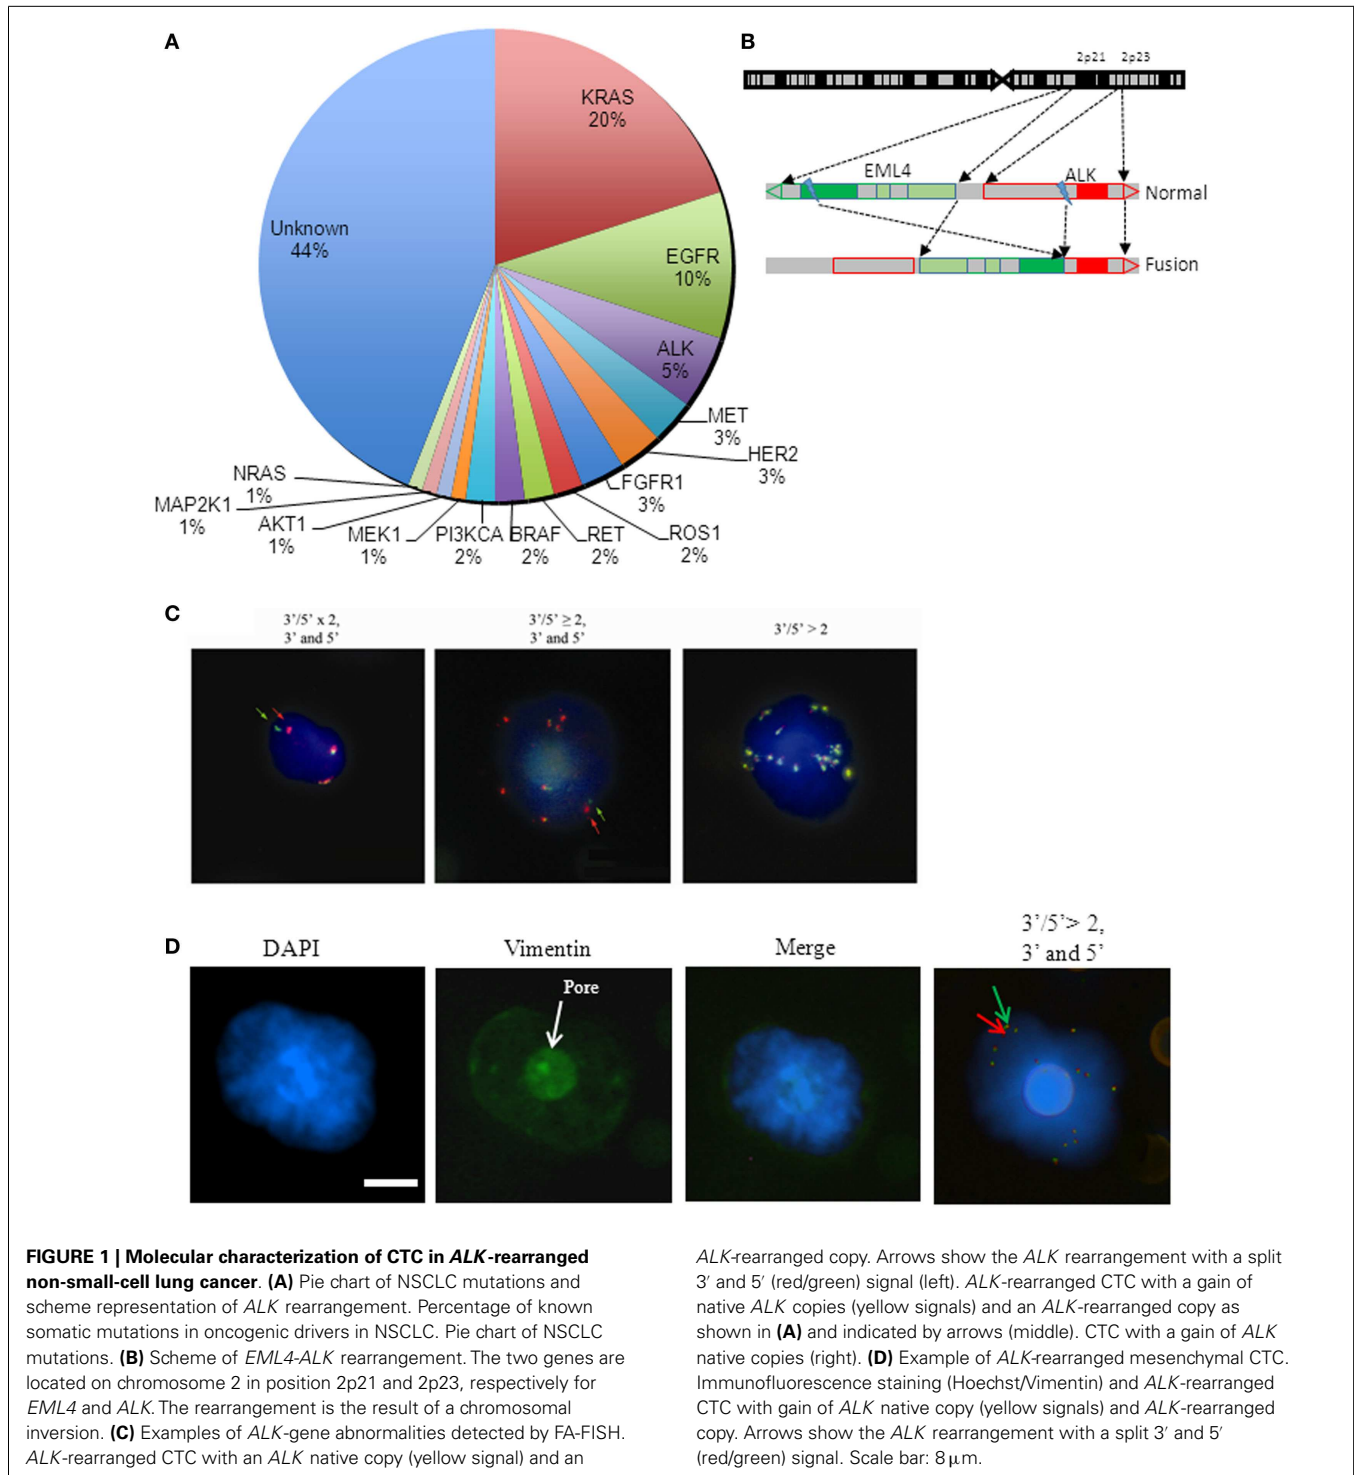 A
KRAS
20%
EGFR
10%
ALK
5%
MET
3%
HER2
3%
FGFR1
3%
ROS1
2%
RET
2%
BRAF
2%
PI3KCA
2%
MEK1
1%
AKT1
1%
MAP2K1
1%
NRAS
1%
Unknown
44%
B
2p21 2p23
EML4 ALK
Normal
Fusion
C
3'/5' x 2,
3' and 5'
3'/5' ≥ 2,
3' and 5'
3'/5' > 2
D
DAPI
Vimentin
Pore
Merge
3'/5'> 2,
3' and 5'
FIGURE 1 | Molecular characterization of CTC in ALK-rearranged
non-small-cell lung cancer. (A) Pie chart of NSCLC mutations and
scheme representation of ALK rearrangement. Percentage of known
somatic mutations in oncogenic drivers in NSCLC. Pie chart of NSCLC
mutations. (B) Scheme of EML4-ALK rearrangement. The two genes are
located on chromosome 2 in position 2p21 and 2p23, respectively for
EML4 and ALK. The rearrangement is the result of a chromosomal
inversion. (C) Examples of ALK-gene abnormalities detected by FA-FISH.
ALK-rearranged CTC with an ALK native copy (yellow signal) and an
ALK-rearranged copy. Arrows show the ALK rearrangement with a split
3′ and 5′ (red/green) signal (left). ALK-rearranged CTC with a gain of
native ALK copies (yellow signals) and an ALK-rearranged copy as
shown in (A) and indicated by arrows (middle). CTC with a gain of ALK
native copies (right). (D) Example of ALK-rearranged mesenchymal CTC.
Immunofluorescence staining (Hoechst/Vimentin) and ALK-rearranged
CTC with gain of ALK native copy (yellow signals) and ALK-rearranged
copy. Arrows show the ALK rearrangement with a split 3′ and 5′
(red/green) signal. Scale bar: 8 μm.